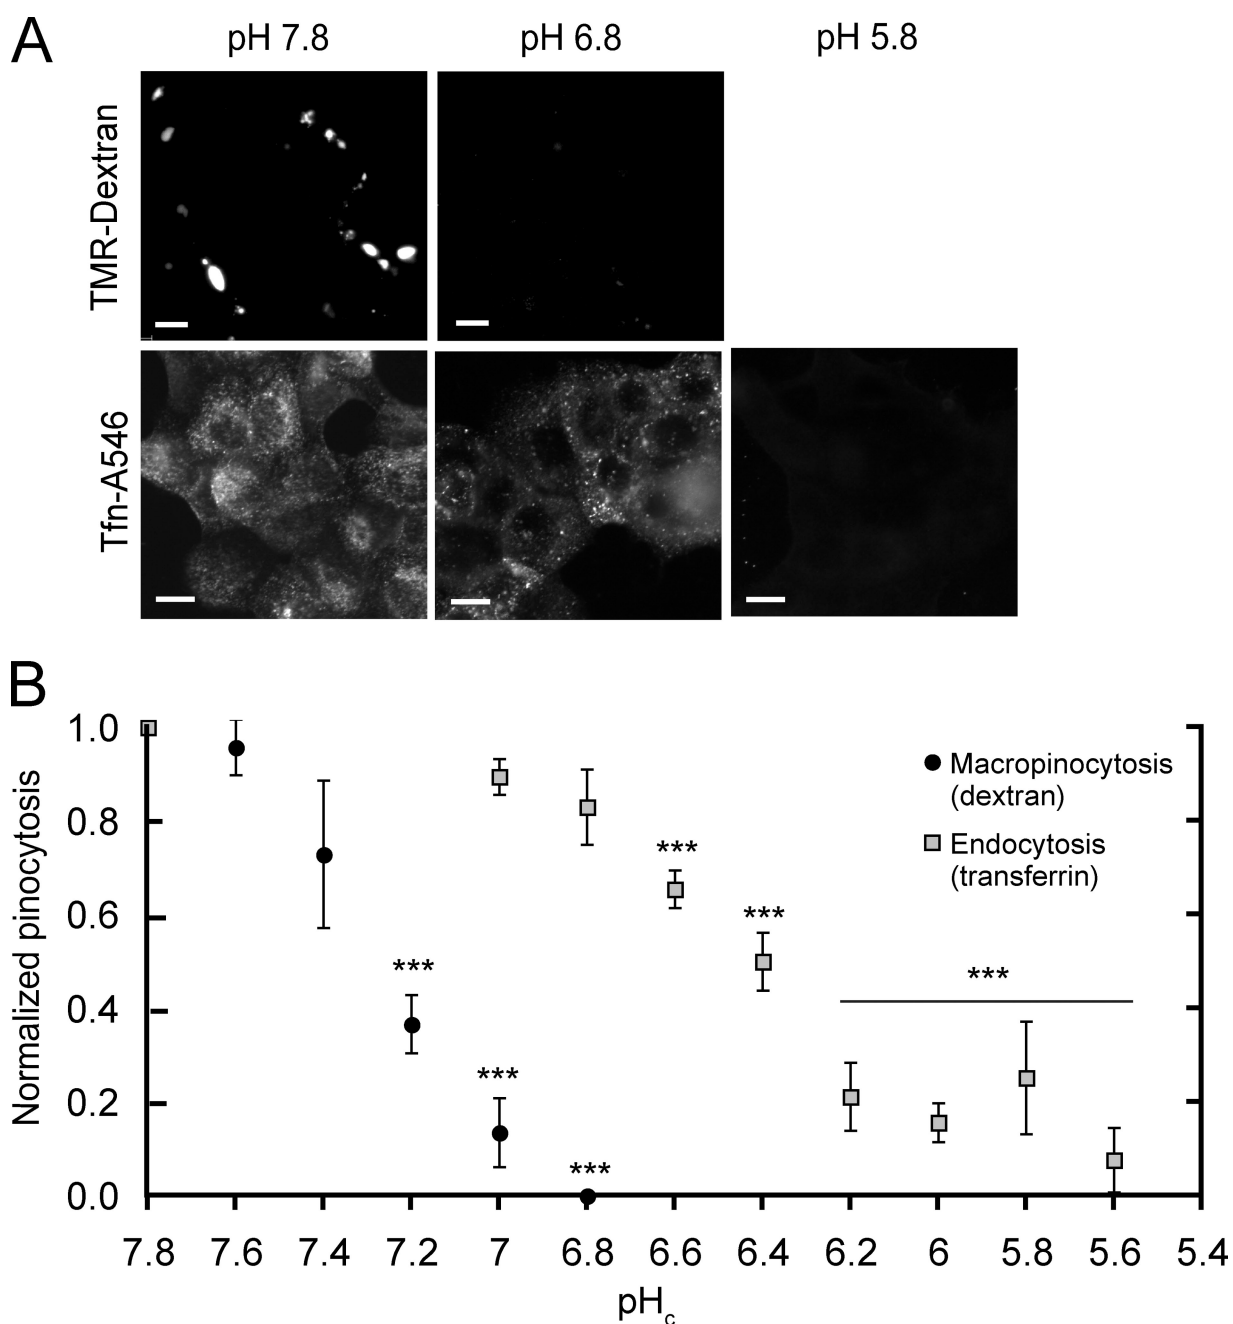 A
pH 7.8
pH 6.8
pH 5.8
TMR-Dextran
Tfn-A546
B
Normalized pinocytosis
1.0
0.8
0.6
0.4
0.2
0.0
Macropinocytosis
(dextran)
Endocytosis
(transferrin)
***
***
***
***
***
***
7.8 7.6 7.4 7.2 7 6.8 6.6 6.4 6.2 6 5.8 5.6 5.4
pHc